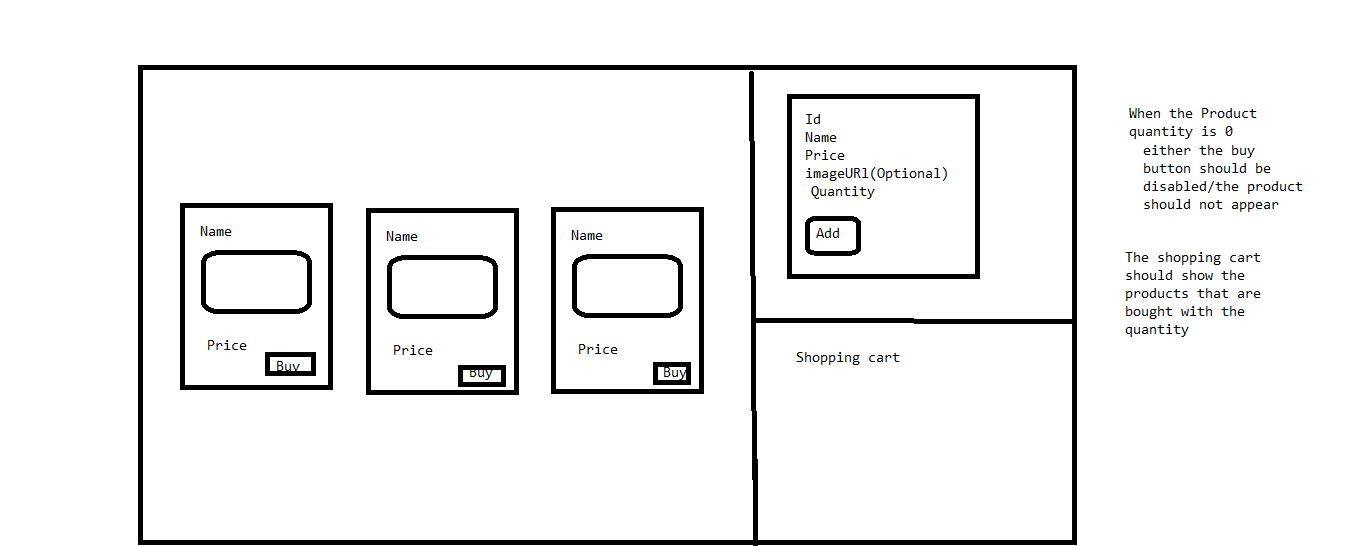 Name
Price
Buy
Name
Price
Buy
Name
Price
Buy
Id
Name
Price
imageURl(Optional)
Quantity
Add
Shopping cart
When the Product
quantity is 0
either the buy
button should be
disabled/the product
should not appear
The shopping cart
should show the
products that are
bought with the
quantity